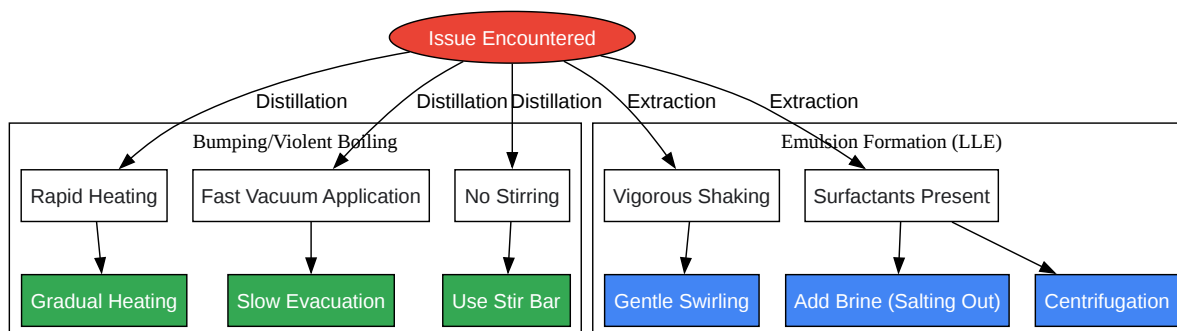 Issue Encountered
Distillation
Distillation
Distillation
Extraction
Extraction
Bumping/Violent Boiling
Emulsion Formation (LLE)
Rapid Heating
Fast Vacuum Application
No Stirring
Vigorous Shaking
Surfactants Present
Gradual Heating
Slow Evacuation
Use Stir Bar
Gentle Swirling
Add Brine (Salting Out)
Centrifugation